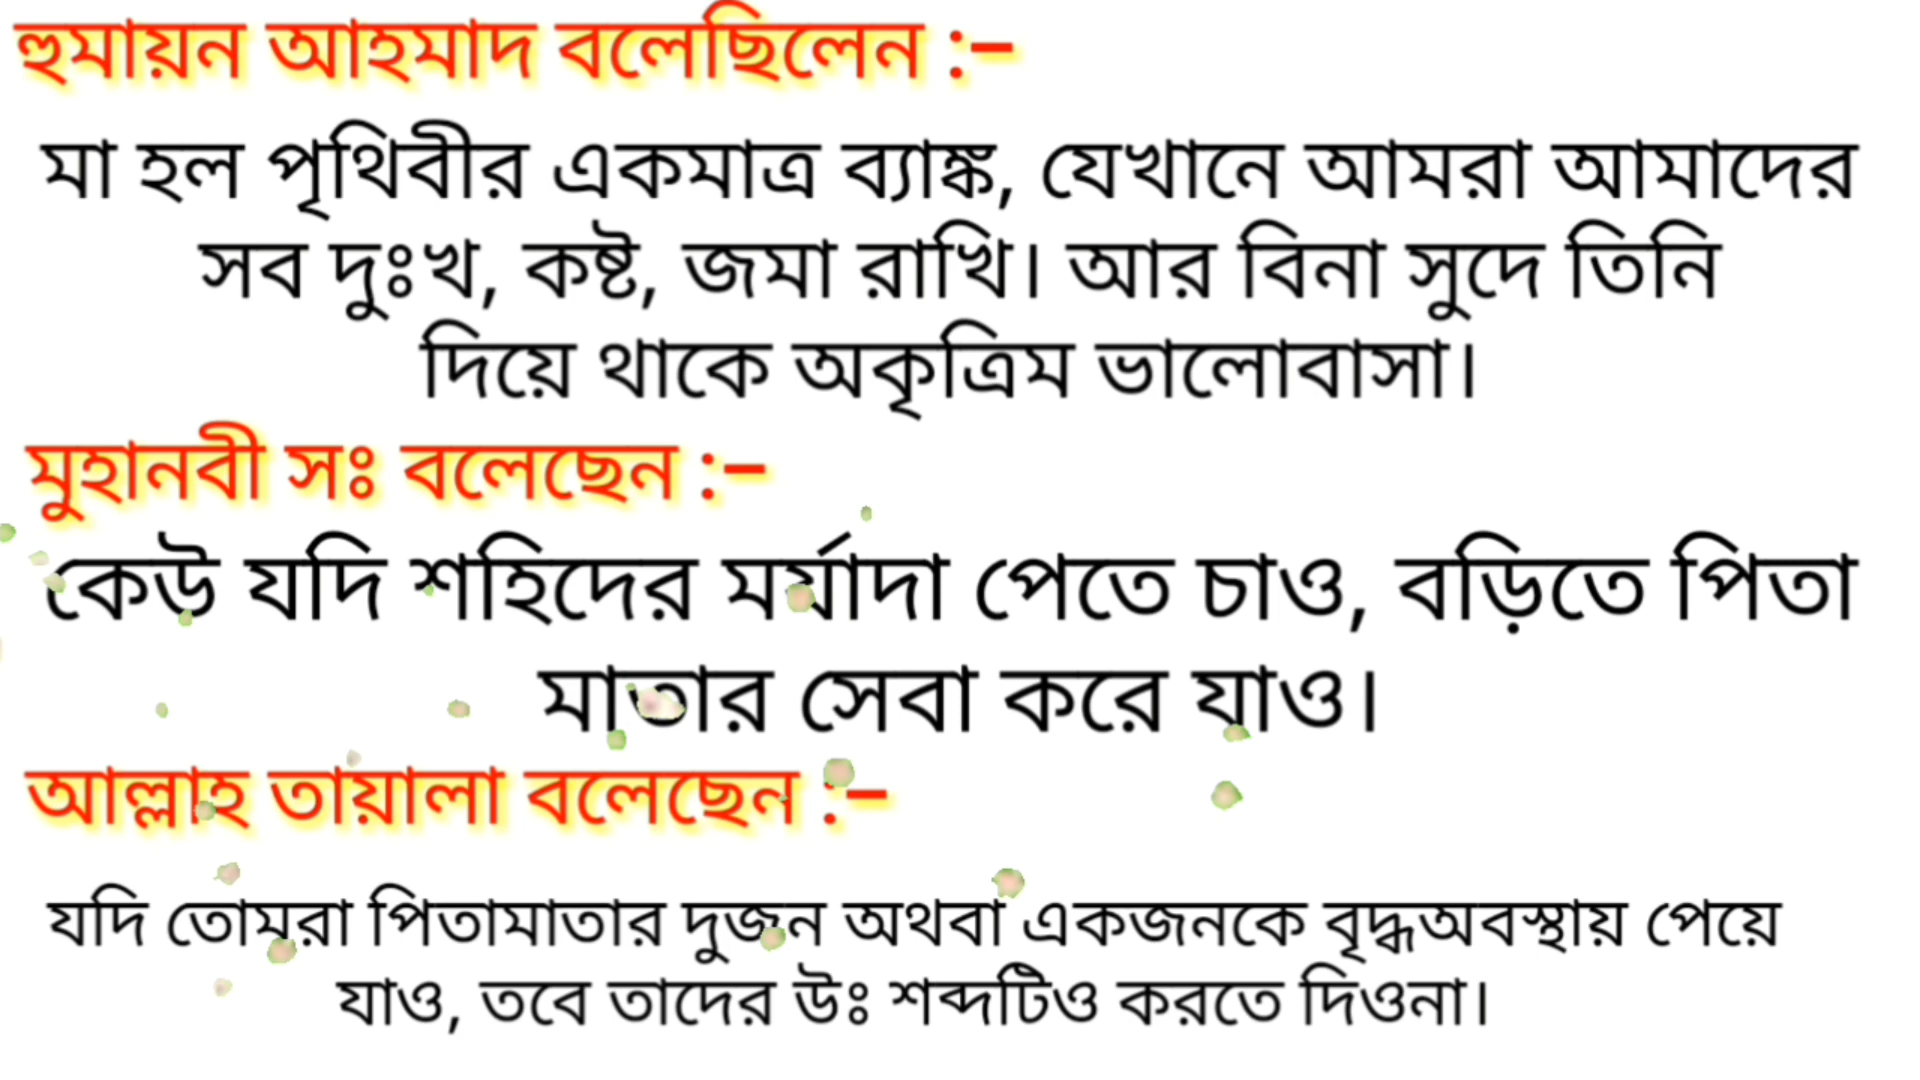 হুমায়ন আহমাদ বলেছিলেন :–
মা হল পৃথিবীর একমাত্র ব্যাঙ্ক, যেখানে আমরা আমাদের
সব দুঃখ, কষ্ট, জমা রাখি। আর বিনা সুদে তিনি
দিয়ে থাকে অকৃত্রিম ভালোবাসা।
মুহানবী সঃ বলেছেন :–
কেউ যদি শহিদের মর্যাদা পেতে চাও, বড়িতে পিতা
মাতার সেবা করে যাও।
আল্লাহ তায়ালা বলেছেন :–
যদি তোমরা পিতামাতার দুজন অথবা একজনকে বৃদ্ধঅবস্থায় পেয়ে
যাও, তবে তাদের উঃ শব্দটিও করতে দিওনা।